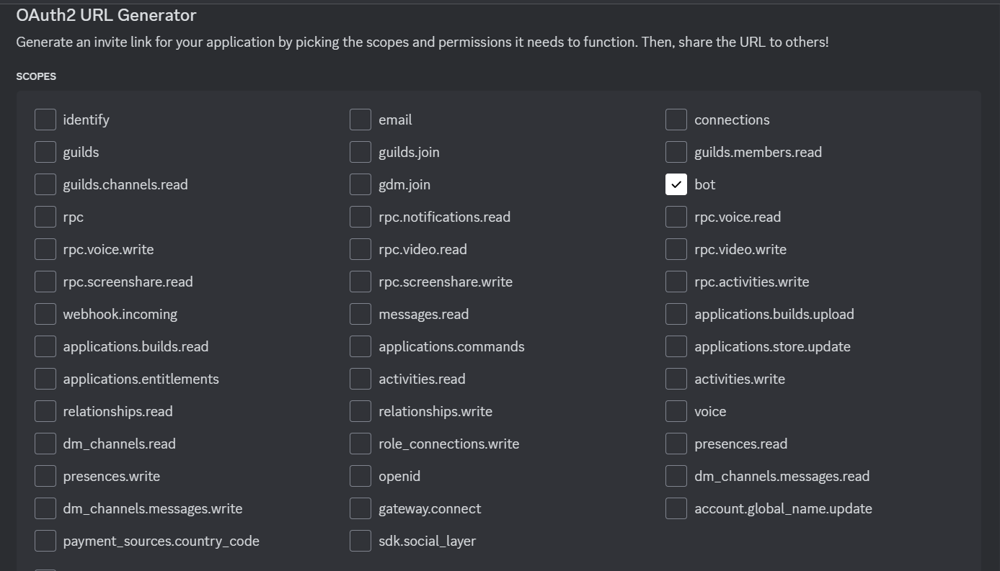 OAuth2 URL Generator
Generate an invite link for your application by picking the scopes and permissions it needs to function. Then, share the URL to others!
SCOPES
identify email connections
guilds guilds.join guilds.members.read
guilds.channels.read gdm.join bot
rpc rpc.notifications.read rpc.voice.read
rpc.voice.write rpc.video.read rpc.video.write
rpc.screenshare.read rpc.screenshare.write rpc.activities.write
webhook.incoming messages.read applications.builds.upload
applications.builds.read applications.commands applications.store.update
applications.entitlements activities.read activities.write
relationships.read relationships.write voice
dm_channels.read role_connections.write presences.read
presences.write openid dm_channels.messages.read
dm_channels.messages.write gateway.connect account.global_name.update
payment_sources.country_code sdk.social_layer